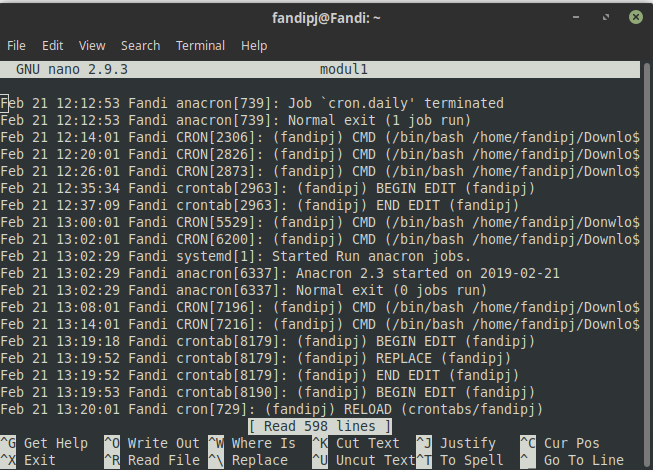 fandipj@Fandi: ~
File Edit View Search Terminal Help
GNU nano 2.9.3 modul1
Feb 21 12:12:53 Fandi anacron[739]: Job `cron.daily' terminated
Feb 21 12:12:53 Fandi anacron[739]: Normal exit (1 job run)
Feb 21 12:14:01 Fandi CRON[2306]: (fandipj) CMD (/bin/bash /home/fandipj/Downlo$
Feb 21 12:20:01 Fandi CRON[2826]: (fandipj) CMD (/bin/bash /home/fandipj/Downlo$
Feb 21 12:26:01 Fandi CRON[2873]: (fandipj) CMD (/bin/bash /home/fandipj/Downlo$
Feb 21 12:35:34 Fandi crontab[2963]: (fandipj) BEGIN EDIT (fandipj)
Feb 21 12:37:09 Fandi crontab[2963]: (fandipj) END EDIT (fandipj)
Feb 21 13:00:01 Fandi CRON[5529]: (fandipj) CMD (/bin/bash /home/fandipj/Donwlo$
Feb 21 13:02:01 Fandi CRON[6200]: (fandipj) CMD (/bin/bash /home/fandipj/Downlo$
Feb 21 13:02:29 Fandi systemd[1]: Started Run anacron jobs.
Feb 21 13:02:29 Fandi anacron[6337]: Anacron 2.3 started on 2019-02-21
Feb 21 13:02:29 Fandi anacron[6337]: Normal exit (0 jobs run)
Feb 21 13:08:01 Fandi CRON[7196]: (fandipj) CMD (/bin/bash /home/fandipj/Downlo$
Feb 21 13:14:01 Fandi CRON[7216]: (fandipj) CMD (/bin/bash /home/fandipj/Downlo$
Feb 21 13:19:18 Fandi crontab[8179]: (fandipj) BEGIN EDIT (fandipj)
Feb 21 13:19:52 Fandi crontab[8179]: (fandipj) REPLACE (fandipj)
Feb 21 13:19:52 Fandi crontab[8179]: (fandipj) END EDIT (fandipj)
Feb 21 13:19:53 Fandi crontab[8190]: (fandipj) BEGIN EDIT (fandipj)
Feb 21 13:20:01 Fandi cron[729]: (fandipj) RELOAD (crontabs/fandipj)
[ Read 598 lines ]
^G Get Help ^O Write Out ^W Where Is ^K Cut Text ^J Justify ^C Cur Pos
^X Exit ^R Read File ^\ Replace ^U Uncut Text ^T To Spell ^_ Go To Line